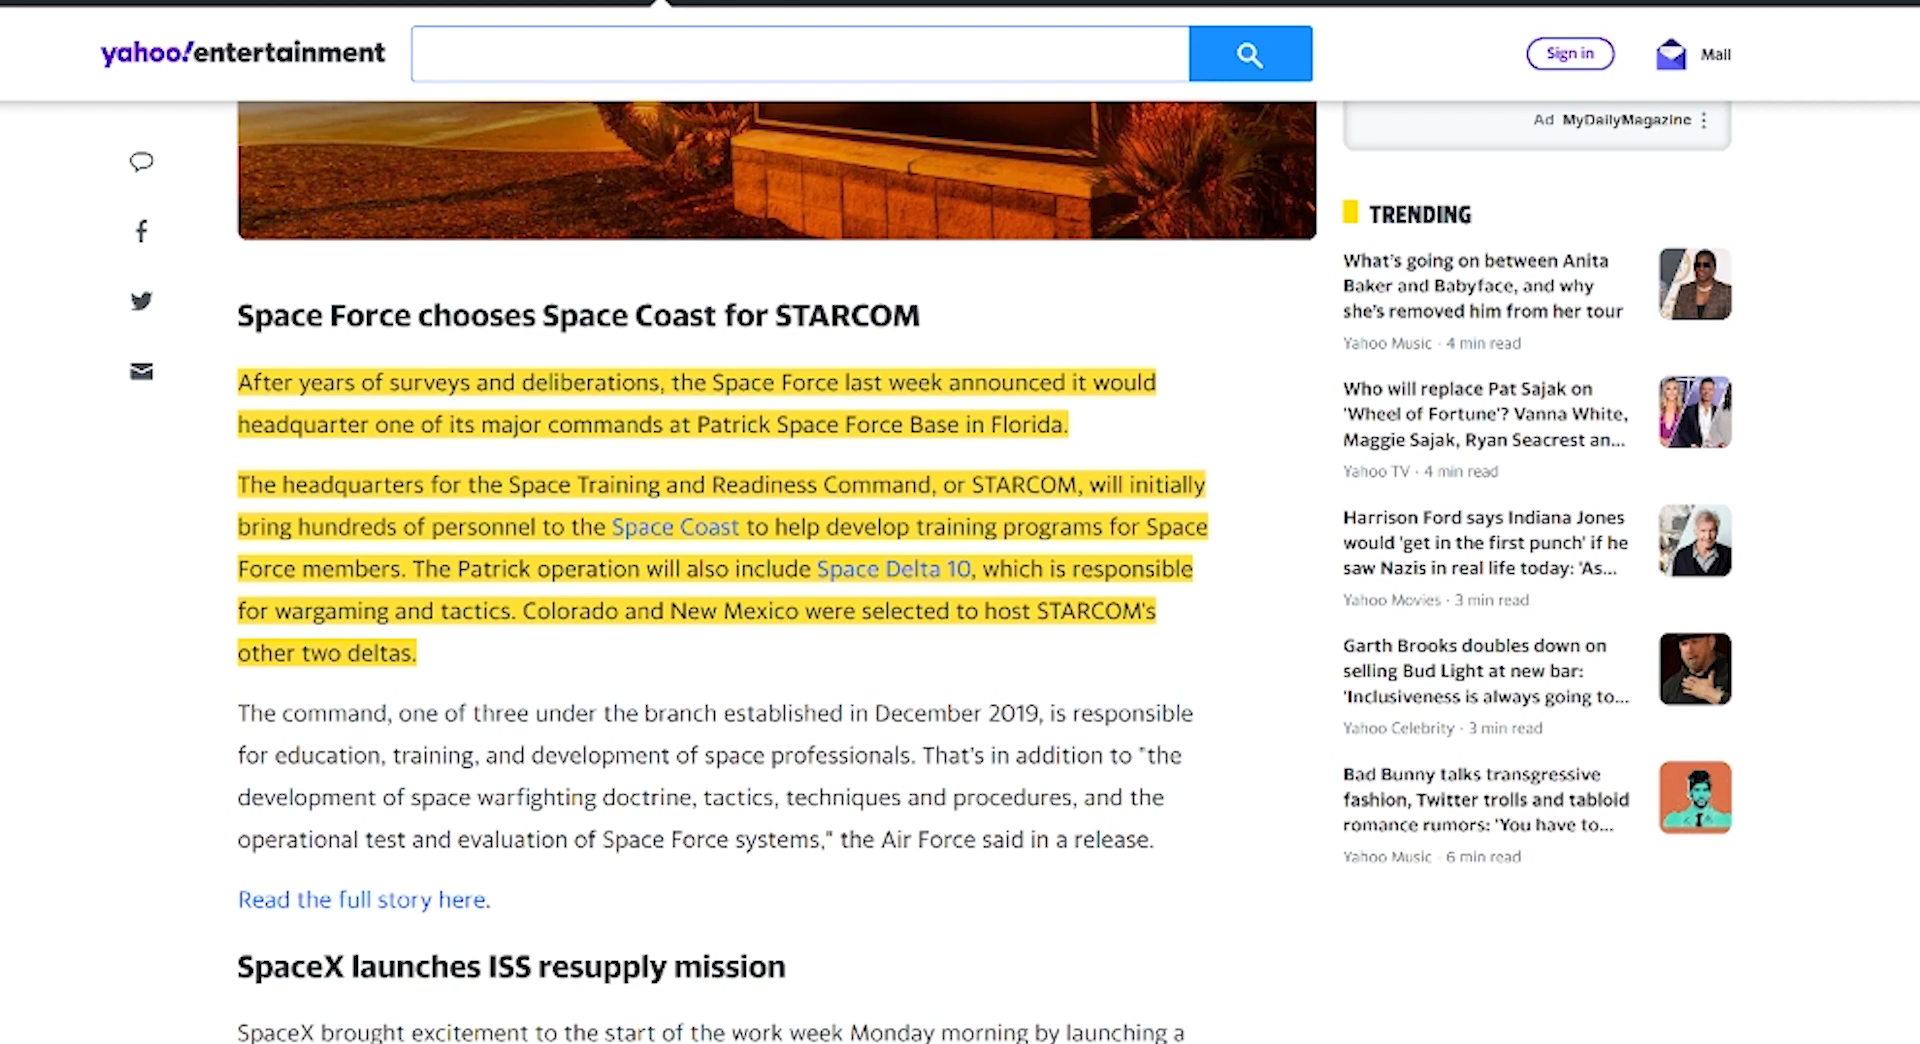 yahoo!entertainment
Sign in
Mail
Ad MyDailyMagazine
Space Force chooses Space Coast for STARCOM
After years of surveys and deliberations, the Space Force last week announced it would
headquarter one of its major commands at Patrick Space Force Base in Florida.
The headquarters for the Space Training and Readiness Command, or STARCOM, will initially
bring hundreds of personnel to the Space Coast to help develop training programs for Space
Force members. The Patrick operation will also include Space Delta 10, which is responsible
for wargaming and tactics. Colorado and New Mexico were selected to host STARCOM's
other two deltas.
The command, one of three under the branch established in December 2019, is responsible
for education, training, and development of space professionals. That's in addition to "the
development of space warfighting doctrine, tactics, techniques and procedures, and the
operational test and evaluation of Space Force systems," the Air Force said in a release.
Read the full story here.
SpaceX launches ISS resupply mission
SpaceX brought excitement to the start of the work week Monday morning by launching a
TRENDING
What's going on between Anita
Baker and Babyface, and why
she's removed him from her tour
Yahoo Music · 4 min read
Who will replace Pat Sajak on
'Wheel of Fortune'? Vanna White,
Maggie Sajak, Ryan Seacrest an...
Yahoo TV · 4 min read
Harrison Ford says Indiana Jones
would 'get in the first punch' if he
saw Nazis in real life today: 'As...
Yahoo Movies · 3 min read
Garth Brooks doubles down on
selling Bud Light at new bar:
'Inclusiveness is always going to...
Yahoo Celebrity · 3 min read
Bad Bunny talks transgressive
fashion, Twitter trolls and tabloid
romance rumors: 'You have to...
Yahoo Music · 6 min read